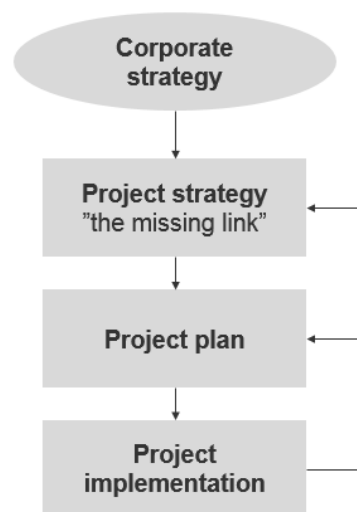 Corporate
strategy
Project strategy
”the missing link”
Project plan
Project
implementation